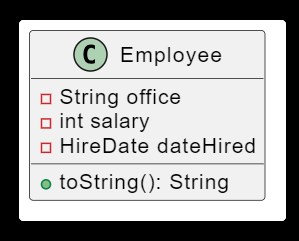 C Employee
String office
int salary
HireDate dateHired
toString(): String